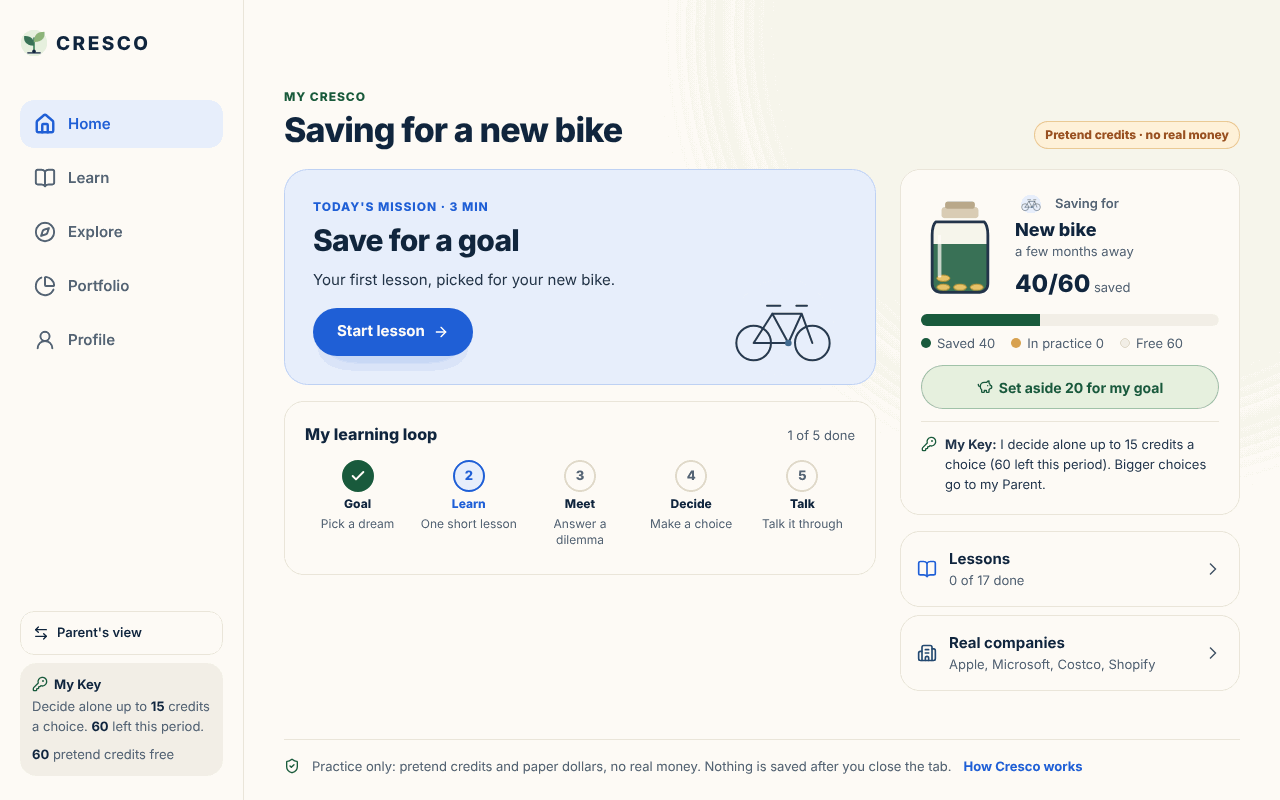 CRESCO
Home
Learn
Explore
Portfolio
Profile
Parent's view
My Key
Decide alone up to 15 credits
a choice. 60 left this period.
60 pretend credits free
MY CRESCO
Saving for a new bike
Pretend credits · no real money
TODAY'S MISSION · 3 MIN
Save for a goal
Your first lesson, picked for your new bike.
Start lesson
My learning loop
1 of 5 done
2
3
4
5
Goal
Learn
Meet
Decide
Talk
Pick a dream
One short lesson
Answer a
dilemma
Make a choice
Talk it through
Saving for
New bike
a few months away
40/60 saved
Saved 40
In practice 0
Free 60
Set aside 20 for my goal
My Key: I decide alone up to 15 credits a
choice (60 left this period). Bigger choices
go to my Parent.
Lessons
0 of 17 done
Real companies
Apple, Microsoft, Costco, Shopify
Practice only: pretend credits and paper dollars, no real money. Nothing is saved after you close the tab. How Cresco works